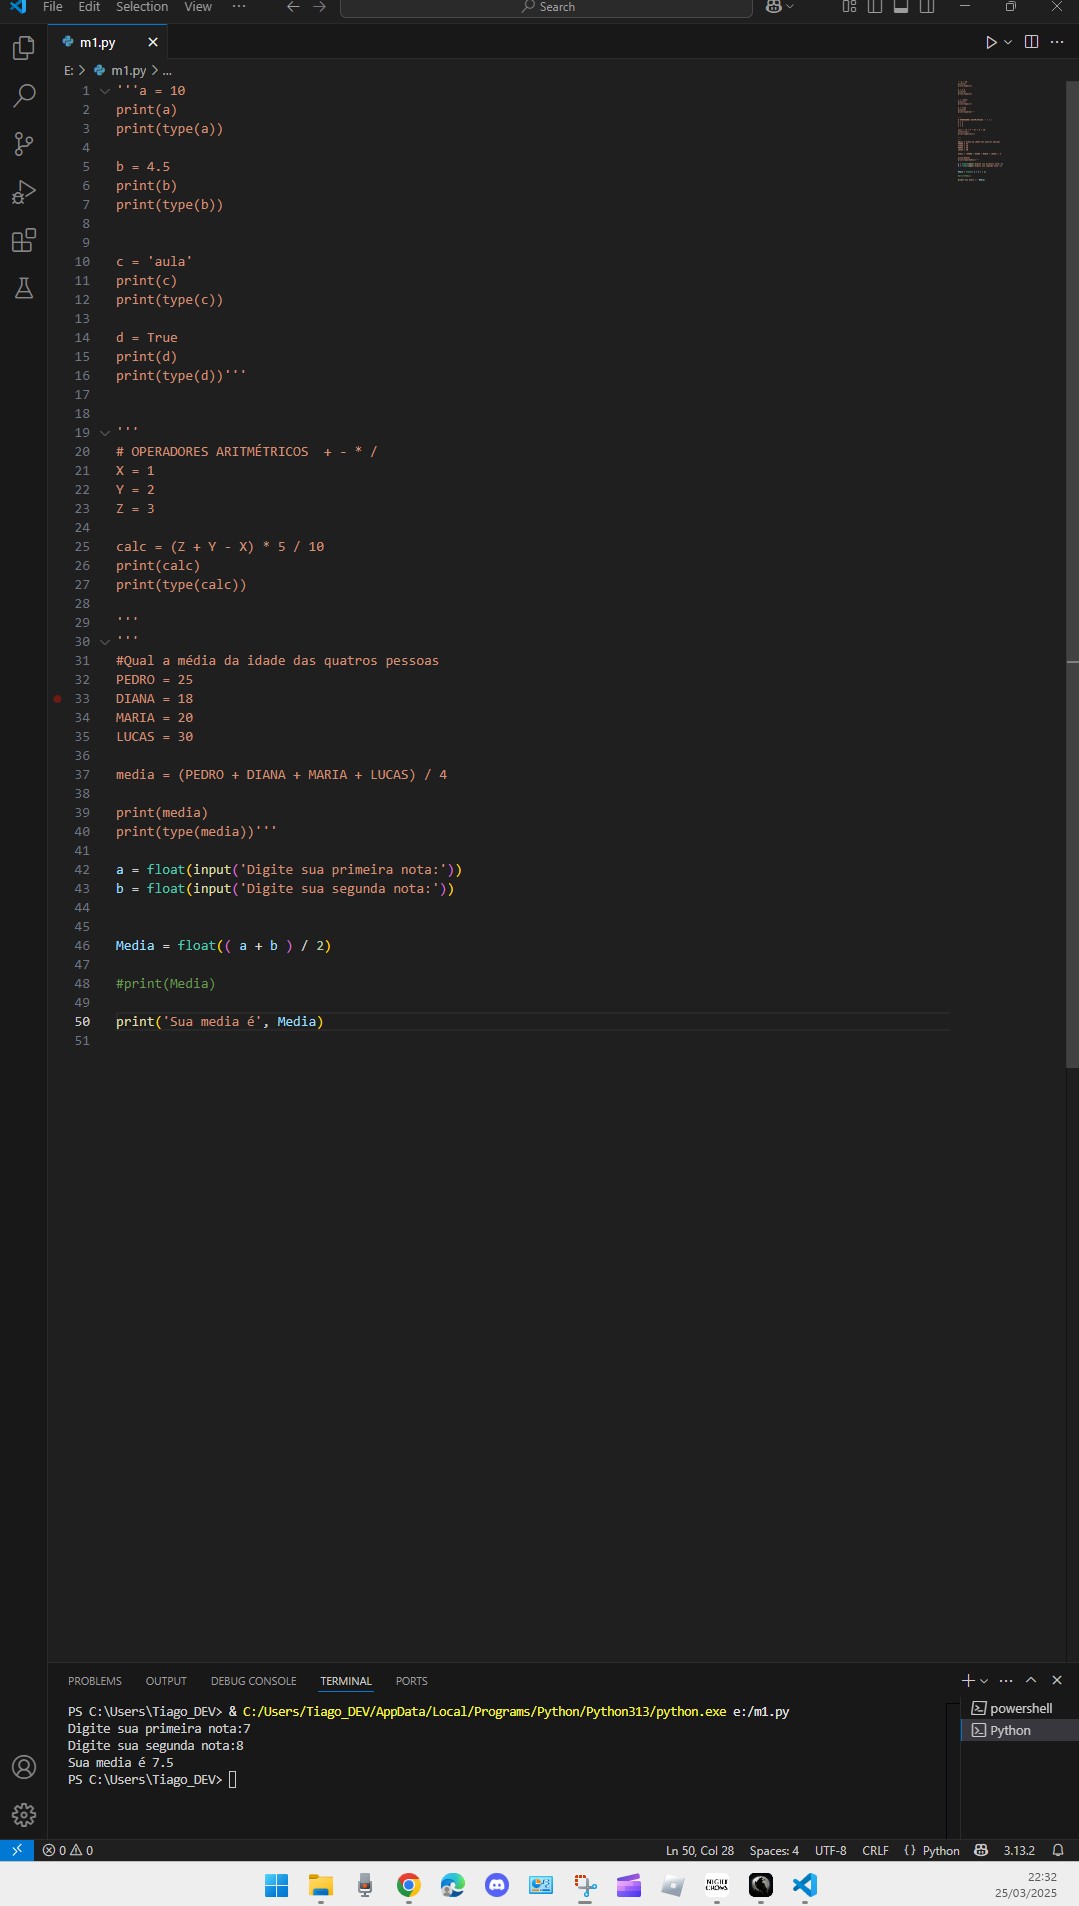 File Edit Selection View ··· Search
m1.py
E: > m1.py > ...
1 '''a = 10
2 print(a)
3 print(type(a))
4
5 b = 4.5
6 print(b)
7 print(type(b))
8
9
10 c = 'aula'
11 print(c)
12 print(type(c))
13
14 d = True
15 print(d)
16 print(type(d))'''
17
18
19 '''
20 # OPERADORES ARITMÉTRICOS  + - * /
21 X = 1
22 Y = 2
23 Z = 3
24
25 calc = (Z + Y - X) * 5 / 10
26 print(calc)
27 print(type(calc))
28
29 '''
30 '''
31 #Qual a média da idade das quatros pessoas
32 PEDRO = 25
33 DIANA = 18
34 MARIA = 20
35 LUCAS = 30
36
37 media = (PEDRO + DIANA + MARIA + LUCAS) / 4
38
39 print(media)
40 print(type(media))'''
41
42 a = float(input('Digite sua primeira nota:'))
43 b = float(input('Digite sua segunda nota:'))
44
45
46 Media = float(( a + b ) / 2)
47
48 #print(Media)
49
50 print('Sua media é', Media)
51
PROBLEMS OUTPUT DEBUG CONSOLE TERMINAL PORTS
PS C:\Users\Tiago_DEV> & C:/Users/Tiago_DEV/AppData/Local/Programs/Python/Python313/python.exe e:/m1.py
Digite sua primeira nota:7
Digite sua segunda nota:8
Sua media é 7.5
PS C:\Users\Tiago_DEV>
powershell
Python
0 0 Ln 50, Col 28 Spaces: 4 UTF-8 CRLF {} Python 3.13.2
NIGHT CROWS
22:32
25/03/2025